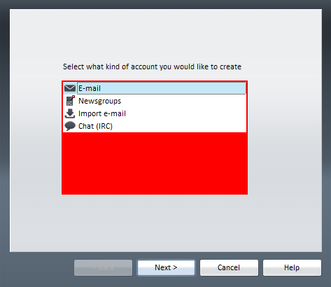 Select what kind of account you would like to create
E-mail
Newsgroups
Import e-mail
Chat (IRC)
Next >
Cancel
Help